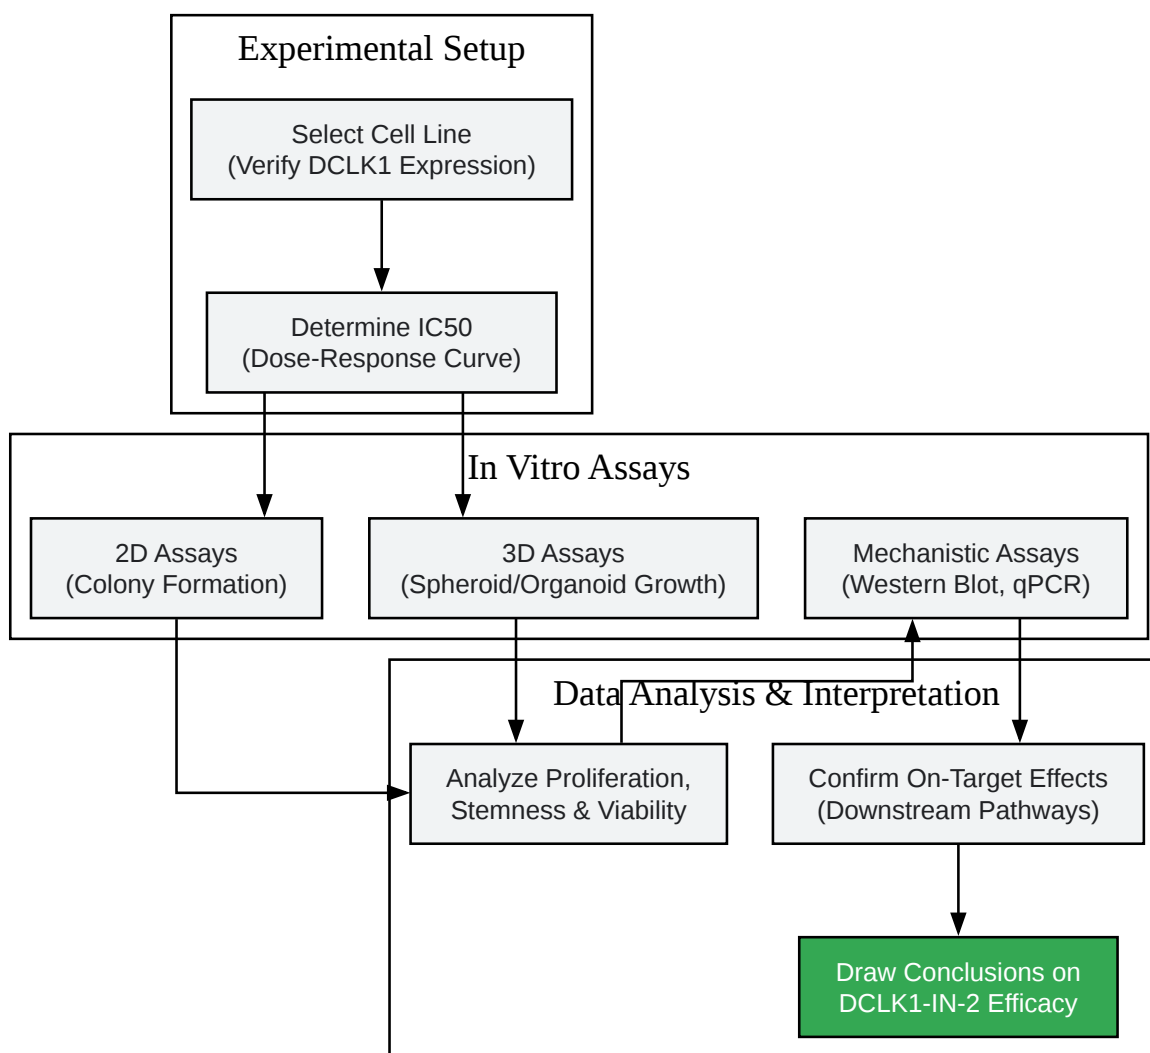 Experimental Setup
Select Cell Line
(Verify DCLK1 Expression)
Determine IC50
(Dose-Response Curve)
In Vitro Assays
2D Assays
(Colony Formation)
3D Assays
(Spheroid/Organoid Growth)
Mechanistic Assays
(Western Blot, qPCR)
Data Analysis & Interpretation
Analyze Proliferation,
Stemness & Viability
Confirm On-Target Effects
(Downstream Pathways)
Draw Conclusions on
DCLK1-IN-2 Efficacy